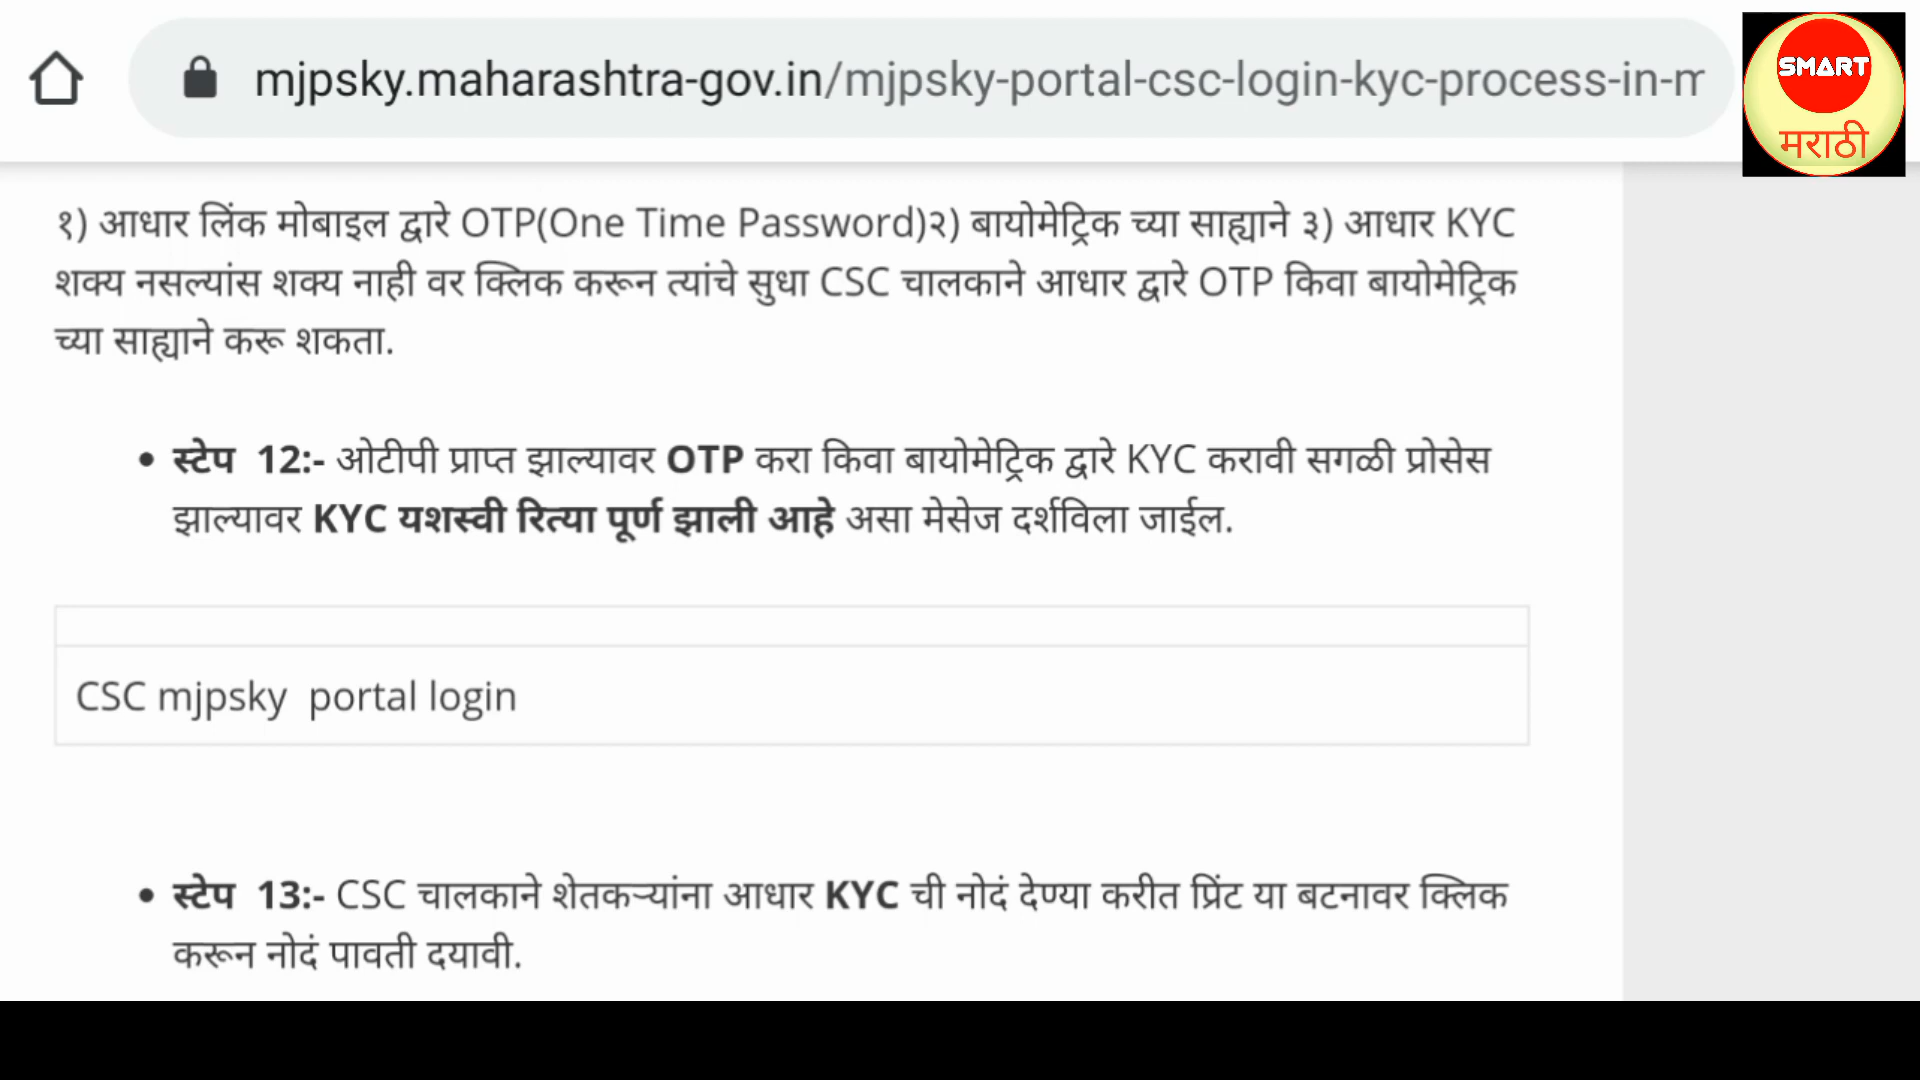 mjpsky.maharashtra-gov.in/mjpsky-portal-csc-login-kyc-process-in-m
SMART
मराठी
१) आधार लिंक मोबाइल द्वारे OTP(One Time Password)२) बायोमेट्रिक च्या साह्याने ३) आधार KYC
शक्य नसल्यांस शक्य नाही वर क्लिक करून त्यांचे सुधा CSC चालकाने आधार द्वारे OTP किवा बायोमेट्रिक
च्या साह्याने करू शकता.
• स्टेप 12:- ओटीपी प्राप्त झाल्यावर OTP करा किवा बायोमेट्रिक द्वारे KYC करावी सगळी प्रोसेस
झाल्यावर KYC यशस्वी रित्या पूर्ण झाली आहे असा मेसेज दर्शविला जाईल.
CSC mjpsky portal login
• स्टेप 13:- CSC चालकाने शेतकऱ्यांना आधार KYC ची नोदं देण्या करीत प्रिंट या बटनावर क्लिक
करून नोदं पावती दयावी.